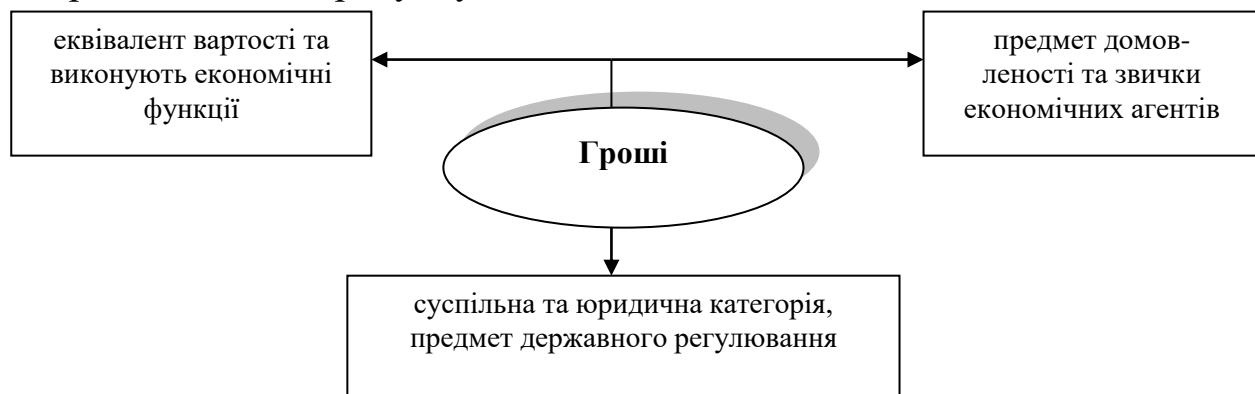 еквівалент вартості та
виконують економічні
функції
предмет домов-
леності та звички
економічних агентів
Гроші
суспільна та юридична категорія,
предмет державного регулювання